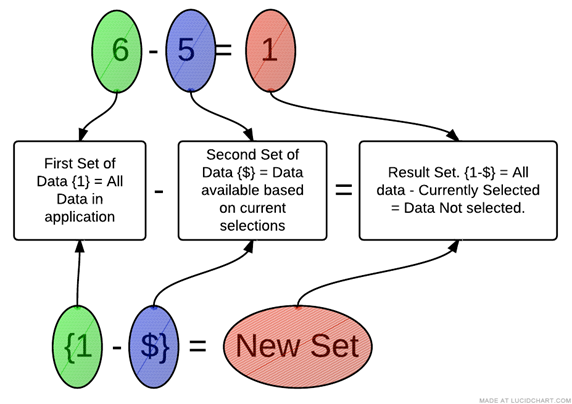 6 - 5 = 1
First Set of
Data {1} = All
Data in
application
-
Second Set of
Data {$} = Data
available based
on current
selections
=
Result Set. {1-$} = All
data - Currently Selected
= Data Not selected.
{1 - $} = New Set
MADE AT LUCIDCHART.COM